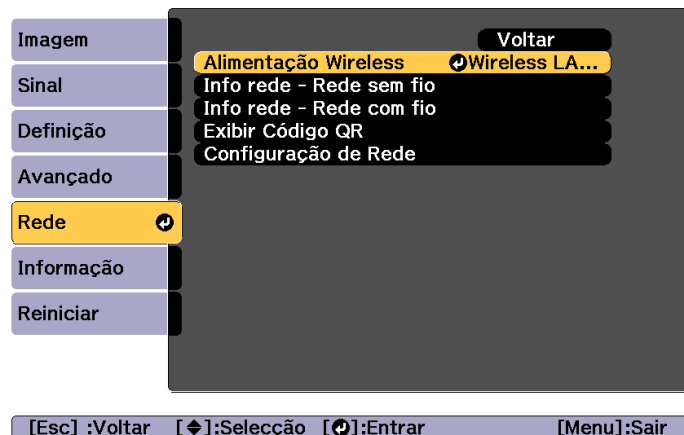 Imagem
Sinal
Definição
Avançado
Rede
Informação
Reiniciar
Voltar
Alimentação Wireless Wireless LA...
Info rede - Rede sem fio
Info rede - Rede com fio
Exibir Código QR
Configuração de Rede
[Esc] :Voltar [ ]:Selecção [ ]:Entrar [Menu]:Sair